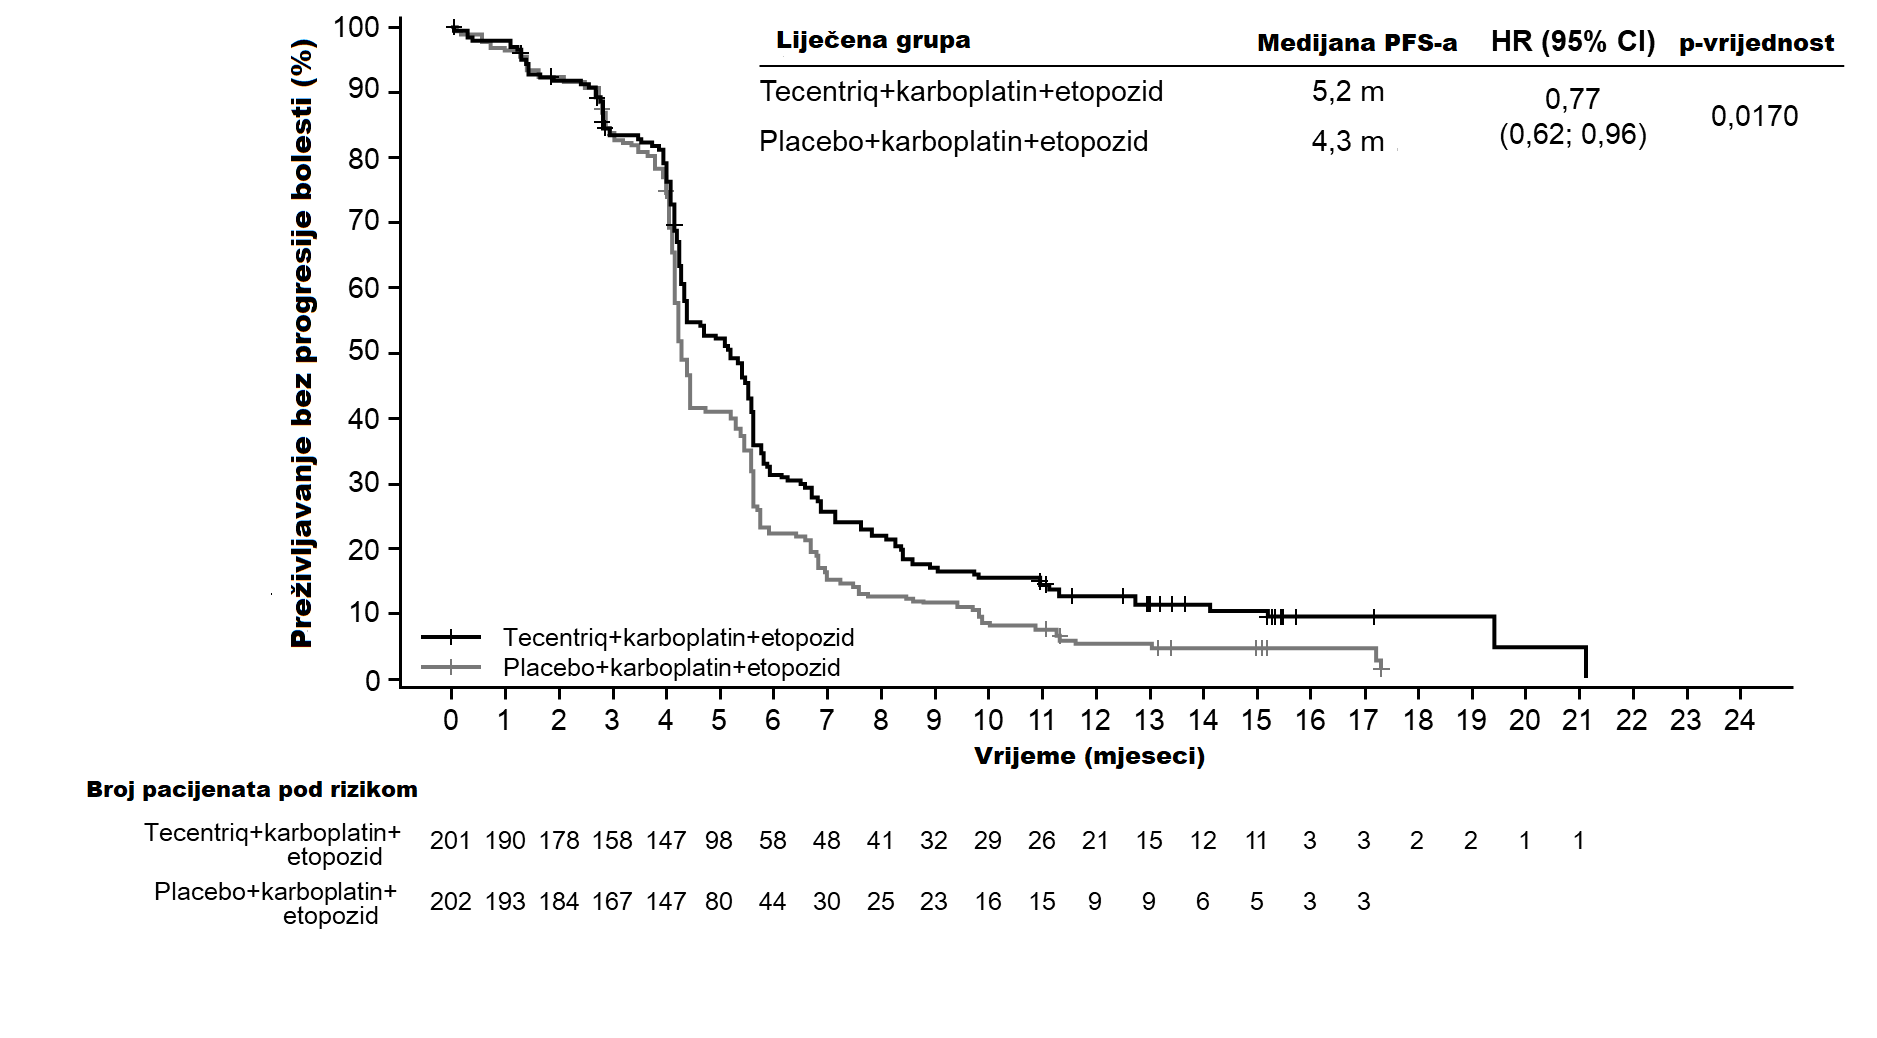 Liječena grupa Medijana PFS-a HR (95% CI) p-vrijednost
Tecentriq+karboplatin+etopozid 5,2 m 0,77 (0,62; 0,96) 0,0170
Placebo+karboplatin+etopozid 4,3 m
Preživljavanje bez progresije bolesti (%)
100
90
80
70
60
50
40
30
20
10
0
Tecentriq+karboplatin+etopozid
Placebo+karboplatin+etopozid
0 1 2 3 4 5 6 7 8 9 10 11 12 13 14 15 16 17 18 19 20 21 22 23 24
Vrijeme (mjeseci)
Broj pacijenata pod rizikom
Tecentriq+karboplatin+
etopozid
201 190 178 158 147 98 58 48 41 32 29 26 21 15 12 11 3 3 2 2 1 1
Placebo+karboplatin+
etopozid
202 193 184 167 147 80 44 30 25 23 16 15 9 9 6 5 3 3